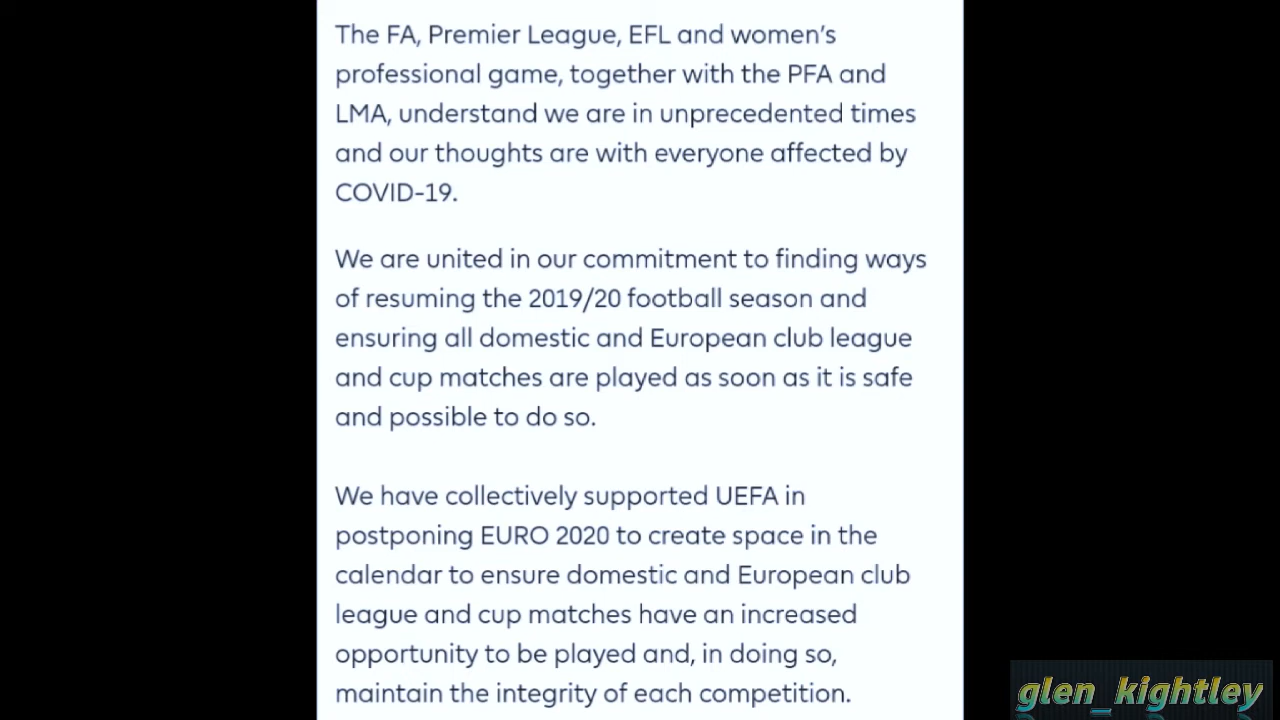 The FA, Premier League, EFL and women's
professional game, together with the PFA and
LMA, understand we are in unprecedented times
and our thoughts are with everyone affected by
COVID-19.
We are united in our commitment to finding ways
of resuming the 2019/20 football season and
ensuring all domestic and European club league
and cup matches are played as soon as it is safe
and possible to do so.
We have collectively supported UEFA in
postponing EURO 2020 to create space in the
calendar to ensure domestic and European club
league and cup matches have an increased
opportunity to be played and, in doing so,
maintain the integrity of each competition.
glen_kightley